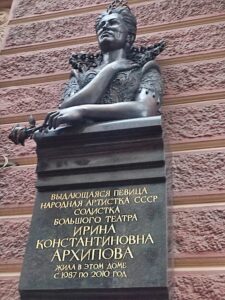 ВЫДАЮЩАЯСЯ ПЕВИЦА
НАРОДНАЯ АРТИСТКА СССР
СОЛИСТКА
БОЛЬШОГО ТЕАТРА
ИРИНА
КОНСТАНТИНОВНА
АРХИПОВА
ЖИЛА В ЭТОМ ДОМЕ
С 1987 ПО 2010 ГОД